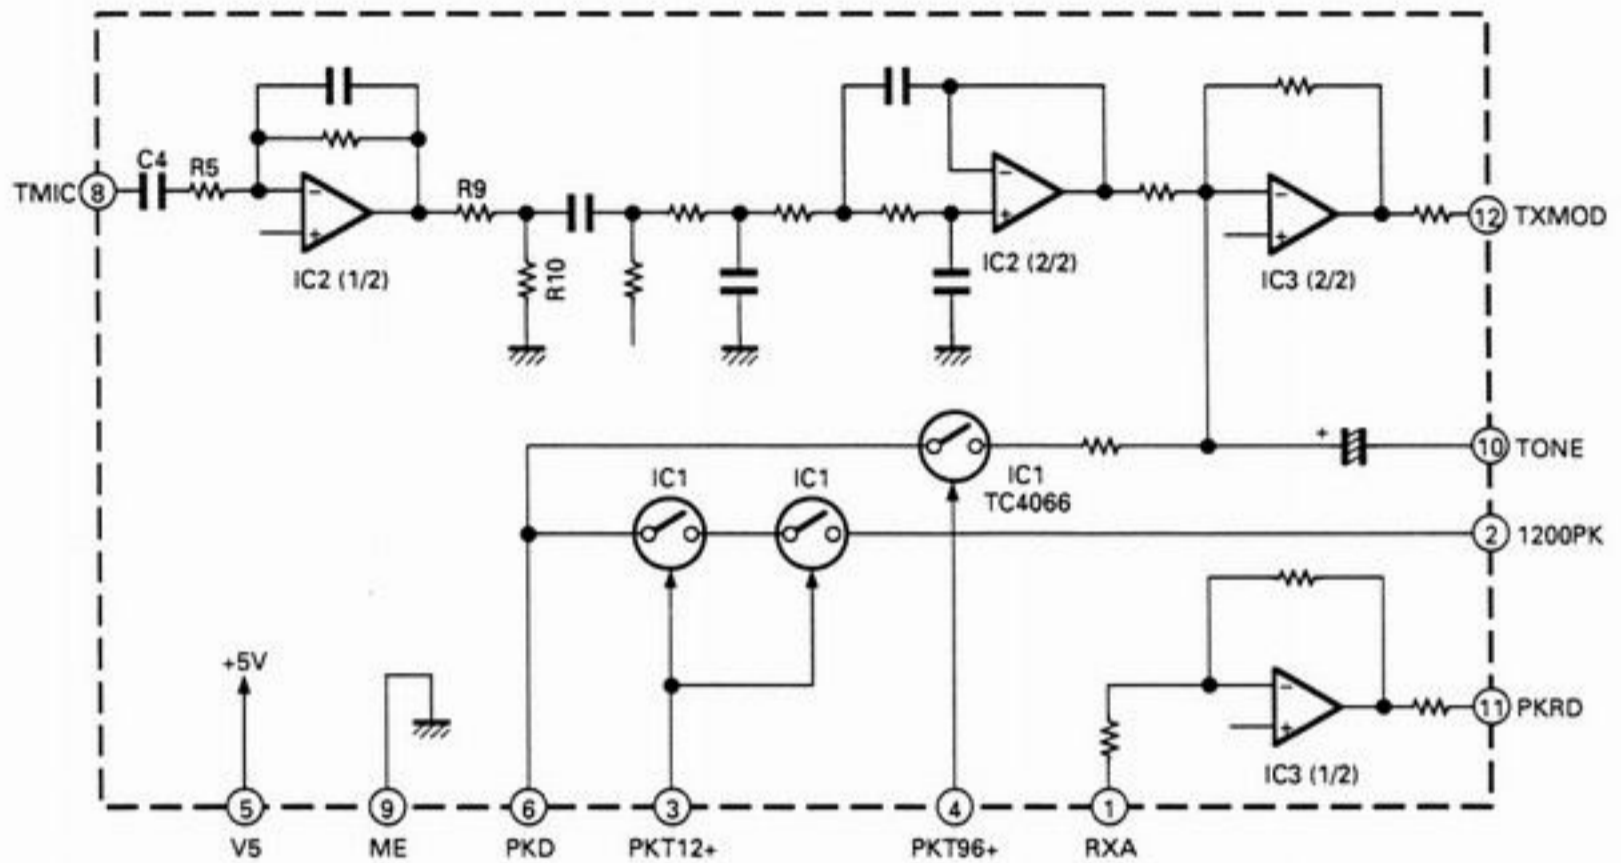 C4
R5
TMIC 8
−
+
IC2 (1/2)
R9
R10
−
+
IC2 (2/2)
−
+
IC3 (2/2)
12 TXMOD
IC1
TC4066
+
10 TONE
IC1
IC1
2 1200PK
+5V
−
+
IC3 (1/2)
11 PKRD
5
9
6
3
4
1
V5
ME
PKD
PKT12+
PKT96+
RXA